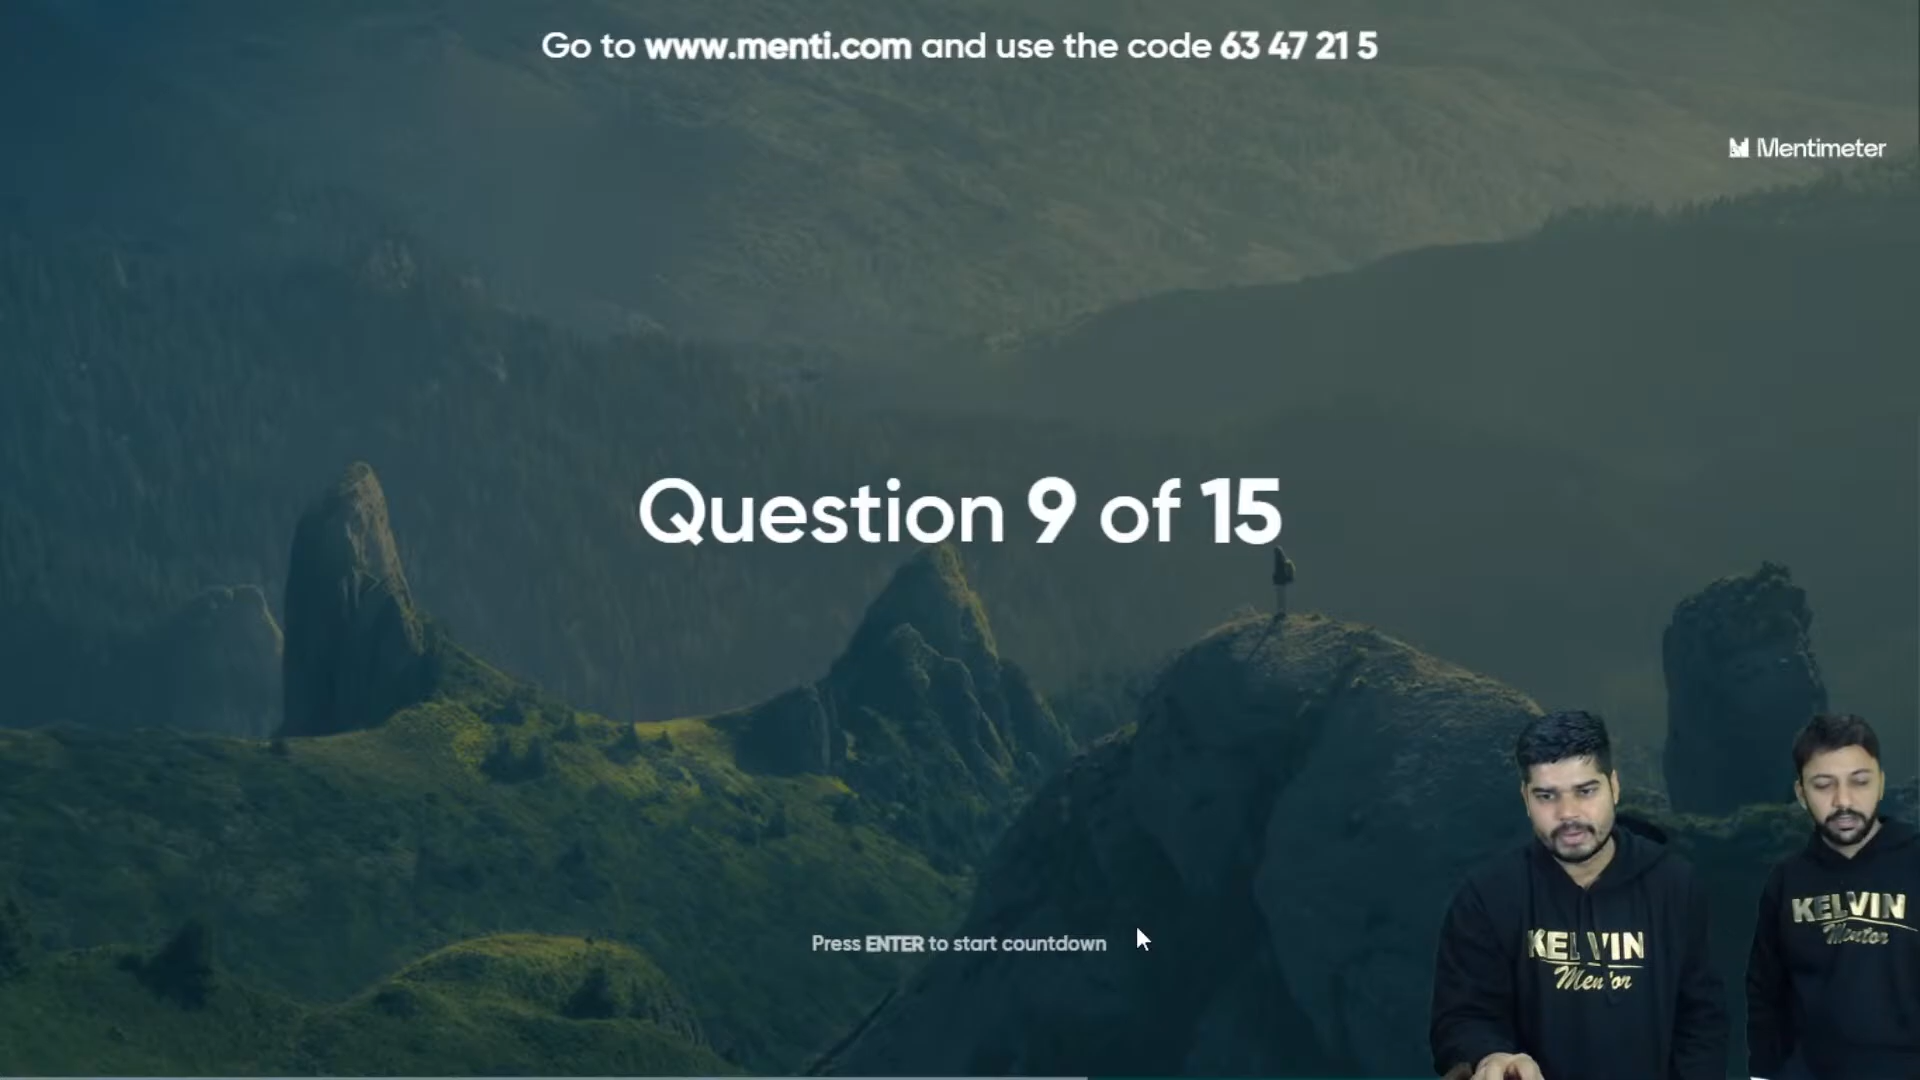 Go to www.menti.com and use the code 63 47 21 5
Mentimeter
Question 9 of 15
Press ENTER to start countdown
KELVIN
Mentor
KELVIN
Mentor